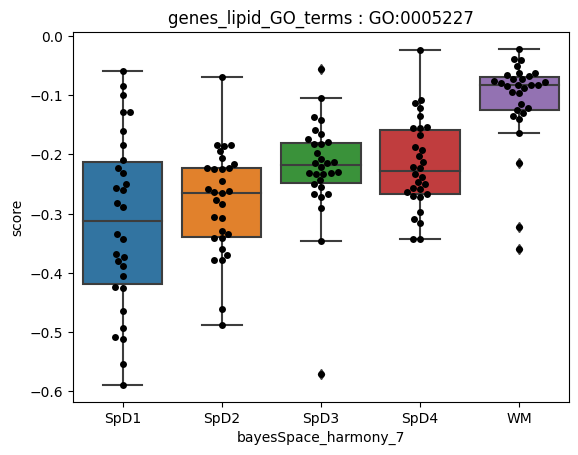 genes_lipid_GO_terms : GO:0005227
0.0
−0.1
−0.2
−0.3
−0.4
−0.5
−0.6
score
SpD1 SpD2 SpD3 SpD4 WM
bayesSpace_harmony_7